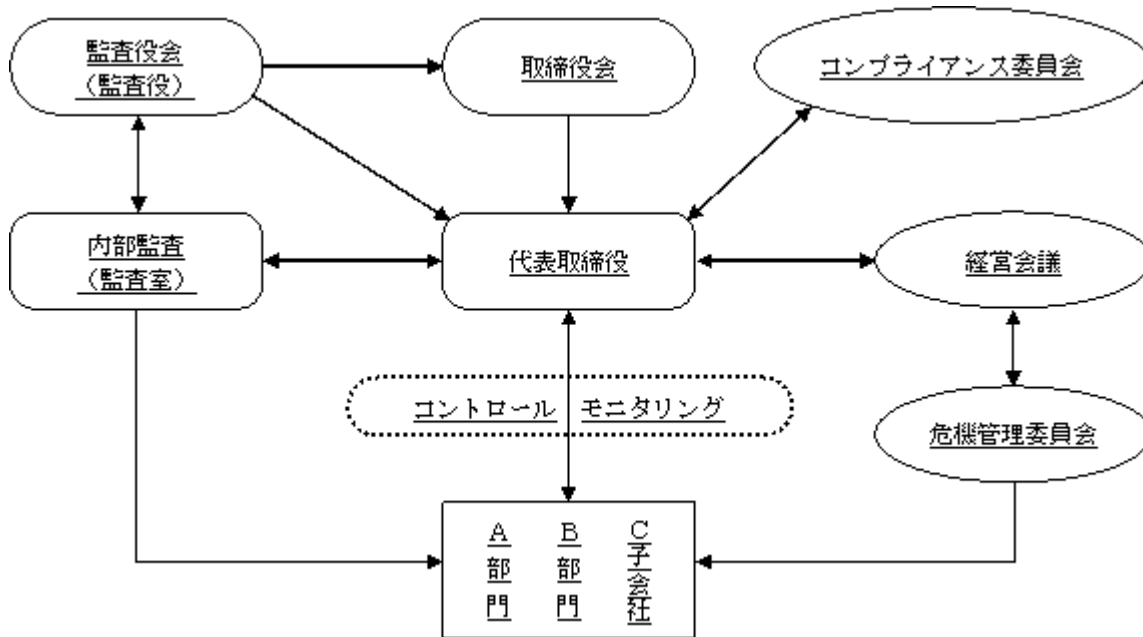 監査役会
（監査役）
取締役会
コンプライアンス委員会
内部監査
（監査室）
代表取締役
経営会議
コントロール
モニタリング
危機管理委員会
A部門
B部門
C子会社